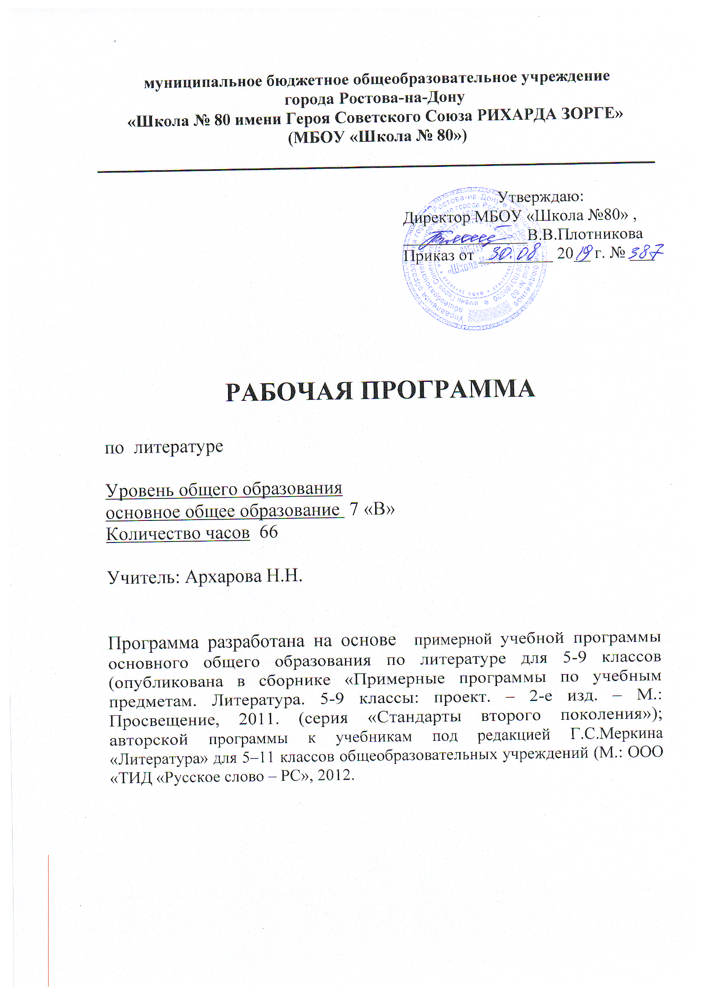 муниципальное бюджетное общеобразовательное учреждение
города Ростова-на-Дону
«Школа № 80 имени Героя Советского Союза РИХАРДА ЗОРГЕ»
(МБОУ «Школа № 80»)
Утверждаю:
Директор МБОУ «Школа №80» ,
В.В.Плотникова
Приказ от 30.08 2019 г. № 387
РАБОЧАЯ ПРОГРАММА
по литературе
Уровень общего образования
основное общее образование 7 «В»
Количество часов 66
Учитель: Архарова Н.Н.
Программа разработана на основе примерной учебной программы
основного общего образования по литературе для 5-9 классов
(опубликована в сборнике «Примерные программы по учебным
предметам. Литература. 5-9 классы: проект. – 2-е изд. – М.:
Просвещение, 2011. (серия «Стандарты второго поколения»);
авторской программы к учебникам под редакцией Г.С.Меркина
«Литература» для 5–11 классов общеобразовательных учреждений (М.: ООО
«ТИД «Русское слово – РС», 2012.